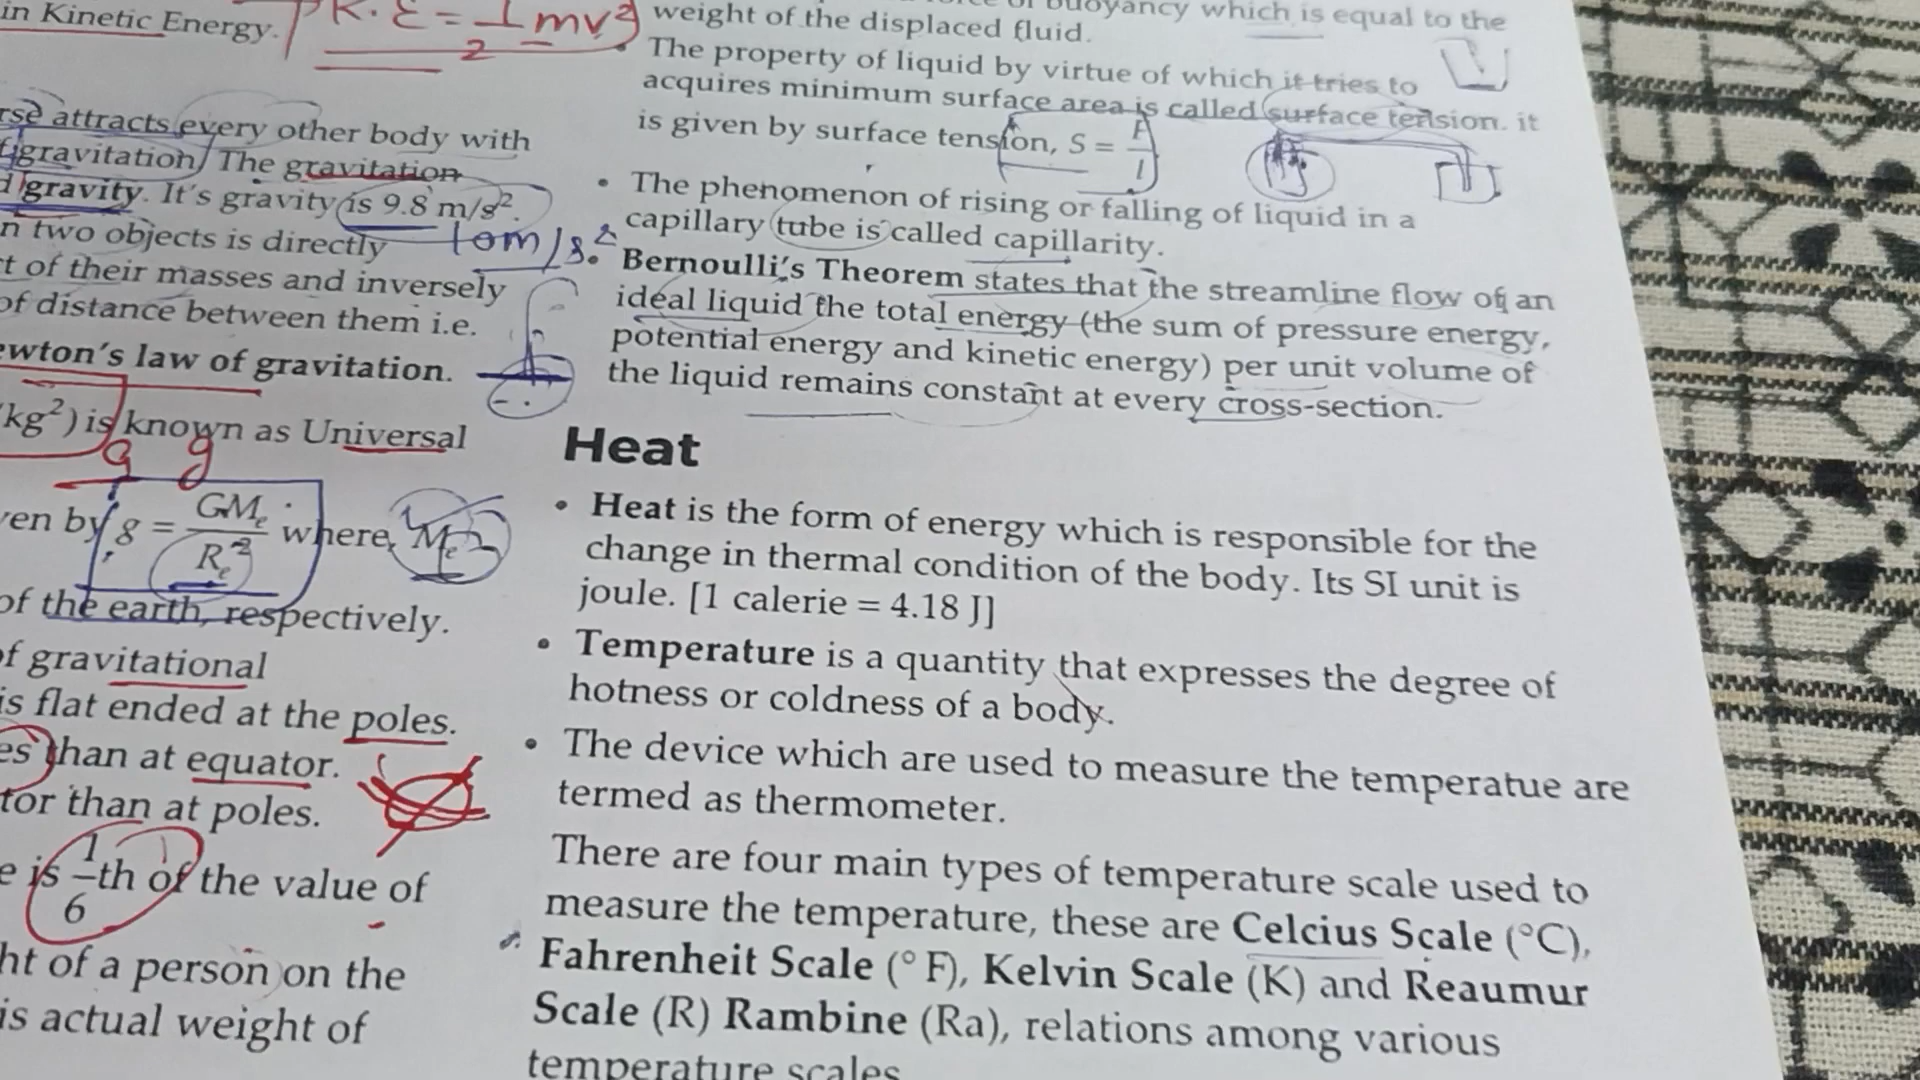 in Kinetic Energy.
K.E = 1/2 mv²
attracts every other body with
gravitation. The gravitation
gravity. It's gravity is 9.8 m/s².
10m/s²
n two objects is directly
t of their masses and inversely
of distance between them i.e.
ewton's law of gravitation.
kg²) is known as Universal
g g
ven by g = GMₑ/Rₑ² where, Mₑ
of the earth, respectively.
of gravitational
is flat ended at the poles.
es than at equator.
tor than at poles.
e is 1/6 th of the value of
ht of a person on the
is actual weight of
buoyancy which is equal to the
weight of the displaced fluid.
The property of liquid by virtue of which it tries to
acquires minimum surface area is called surface tension. it
is given by surface tension, S = F/l
• The phenomenon of rising or falling of liquid in a
capillary tube is called capillarity.
• Bernoulli's Theorem states that the streamline flow of an
ideal liquid the total energy (the sum of pressure energy,
potential energy and kinetic energy) per unit volume of
the liquid remains constant at every cross-section.
Heat
• Heat is the form of energy which is responsible for the
change in thermal condition of the body. Its SI unit is
joule. [1 calerie = 4.18 J]
• Temperature is a quantity that expresses the degree of
hotness or coldness of a body.
• The device which are used to measure the temperatue are
termed as thermometer.
There are four main types of temperature scale used to
measure the temperature, these are Celcius Scale (°C),
Fahrenheit Scale (° F), Kelvin Scale (K) and Reaumur
Scale (R) Rambine (Ra), relations among various
temperature scales